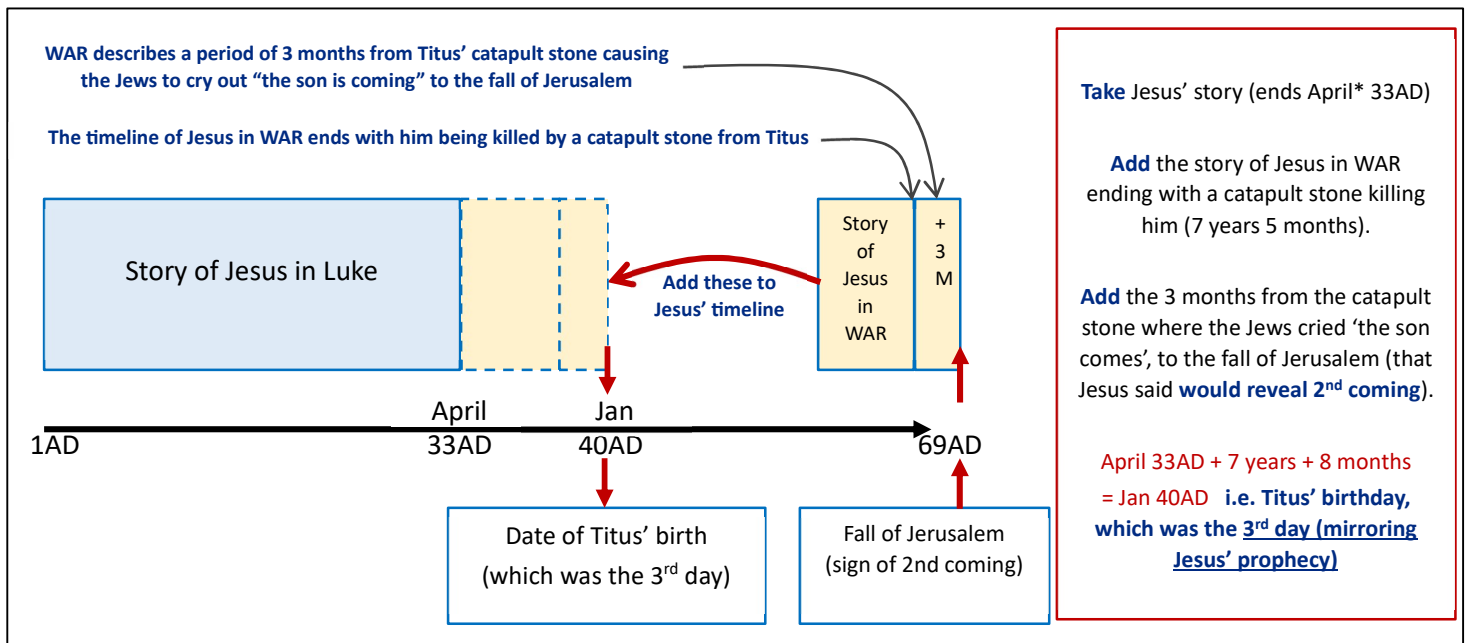 WAR describes a period of 3 months from Titus’ catapult stone causing
the Jews to cry out “the son is coming” to the fall of Jerusalem
The timeline of Jesus in WAR ends with him being killed by a catapult stone from Titus
Story of Jesus in Luke
Add these to
Jesus’ timeline
Story
of
Jesus
in
WAR
+
3
M
1AD
April
33AD
Jan
40AD
69AD
Date of Titus’ birth
(which was the 3rd day)
Fall of Jerusalem
(sign of 2nd coming)
Take Jesus’ story (ends April* 33AD)
Add the story of Jesus in WAR
ending with a catapult stone killing
him (7 years 5 months).
Add the 3 months from the catapult
stone where the Jews cried ‘the son
comes’, to the fall of Jerusalem (that
Jesus said would reveal 2nd coming).
April 33AD + 7 years + 8 months
= Jan 40AD i.e. Titus’ birthday,
which was the 3rd day (mirroring
Jesus’ prophecy)